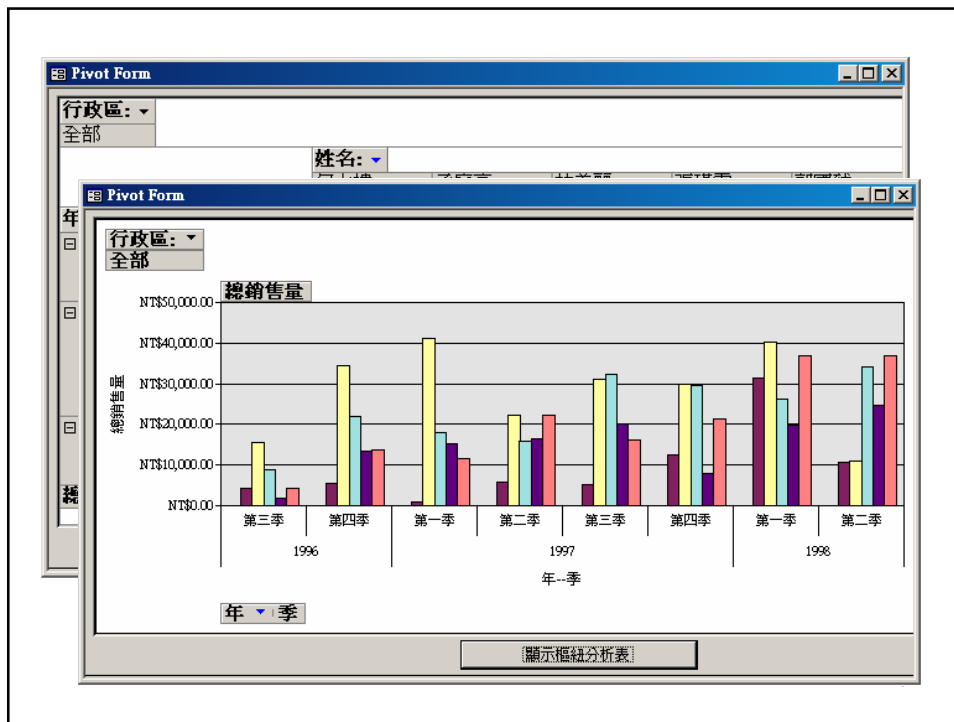 Pivot Form
行政區:
全部
姓名:
年
Pivot Form
行政區:
全部
總銷售量
NT$50,000.00
NT$40,000.00
NT$30,000.00
NT$20,000.00
NT$10,000.00
NT$0.00
總銷售量
第三季 第四季 第一季 第二季 第三季 第四季 第一季 第二季
1996 1997 1998
年--季
年 季
顯示樞紐分析表